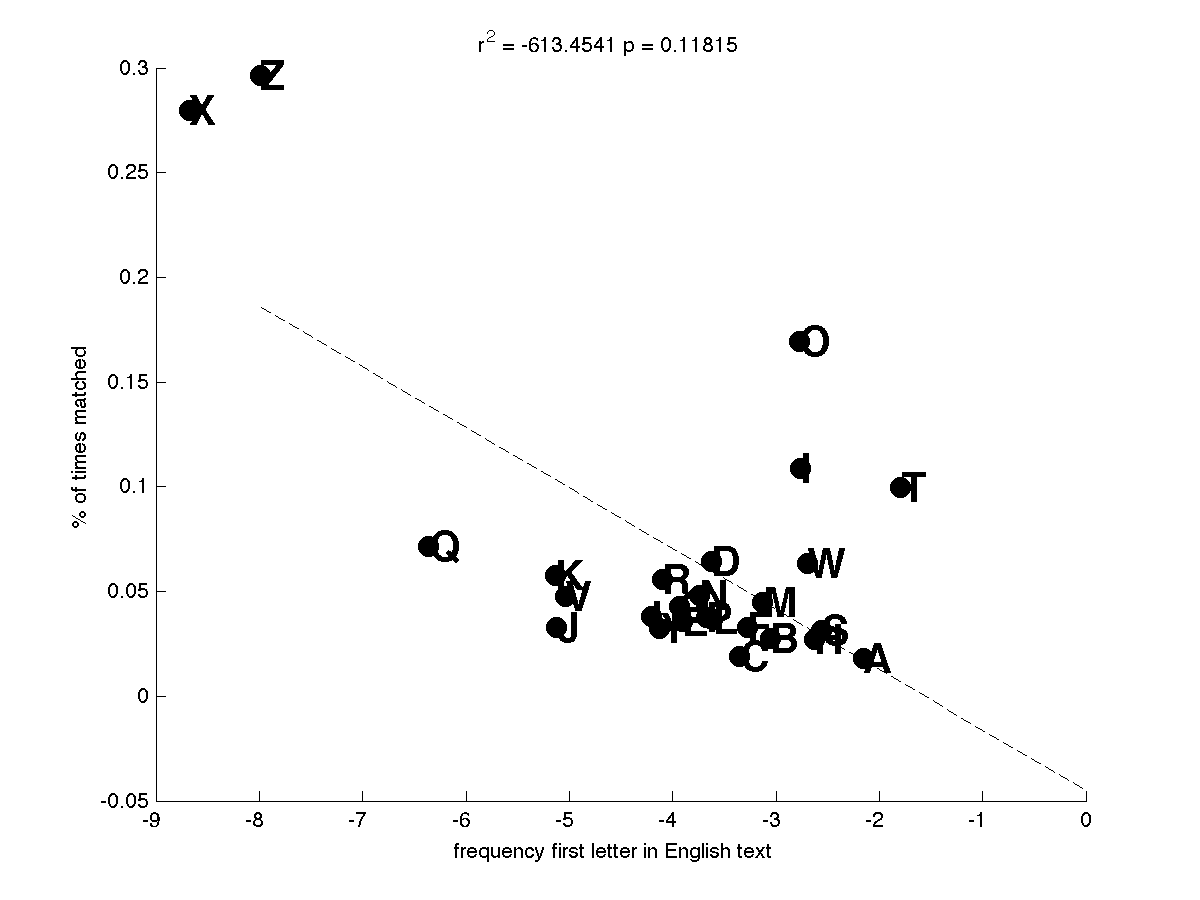 r² = -613.4541 p = 0.11815
0.3
0.25
0.2
0.15
0.1
0.05
0
-0.05
% of times matched
Z
X
O
I
T
Q
K
V
J
D
W
R
N
M
B
C
S
A
-9 -8 -7 -6 -5 -4 -3 -2 -1 0
frequency first letter in English text